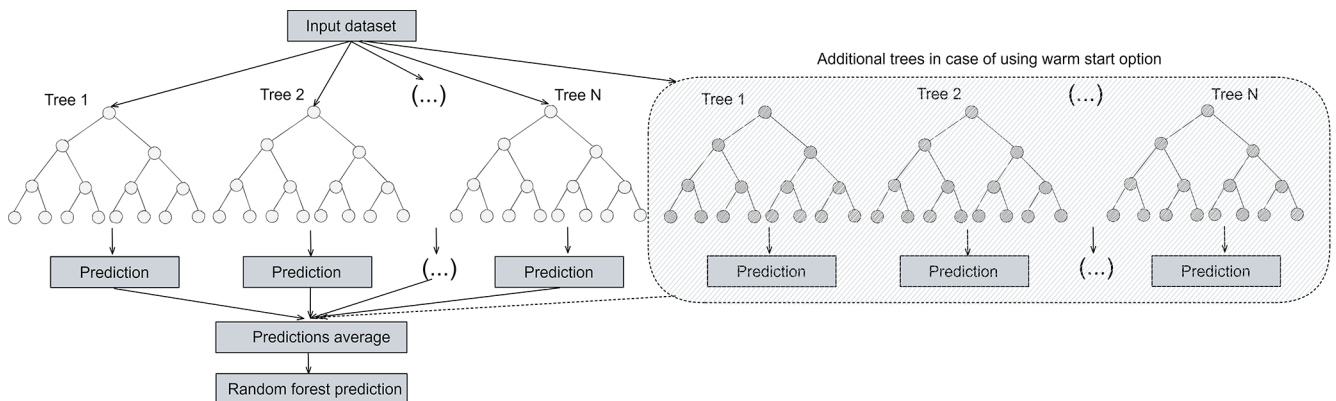 Input dataset
Additional trees in case of using warm start option
Tree 1
Tree 2
(...)
Tree N
Tree 1
Tree 2
(...)
Tree N
Prediction
Prediction
(...)
Prediction
Prediction
Prediction
(...)
Prediction
Predictions average
Random forest prediction